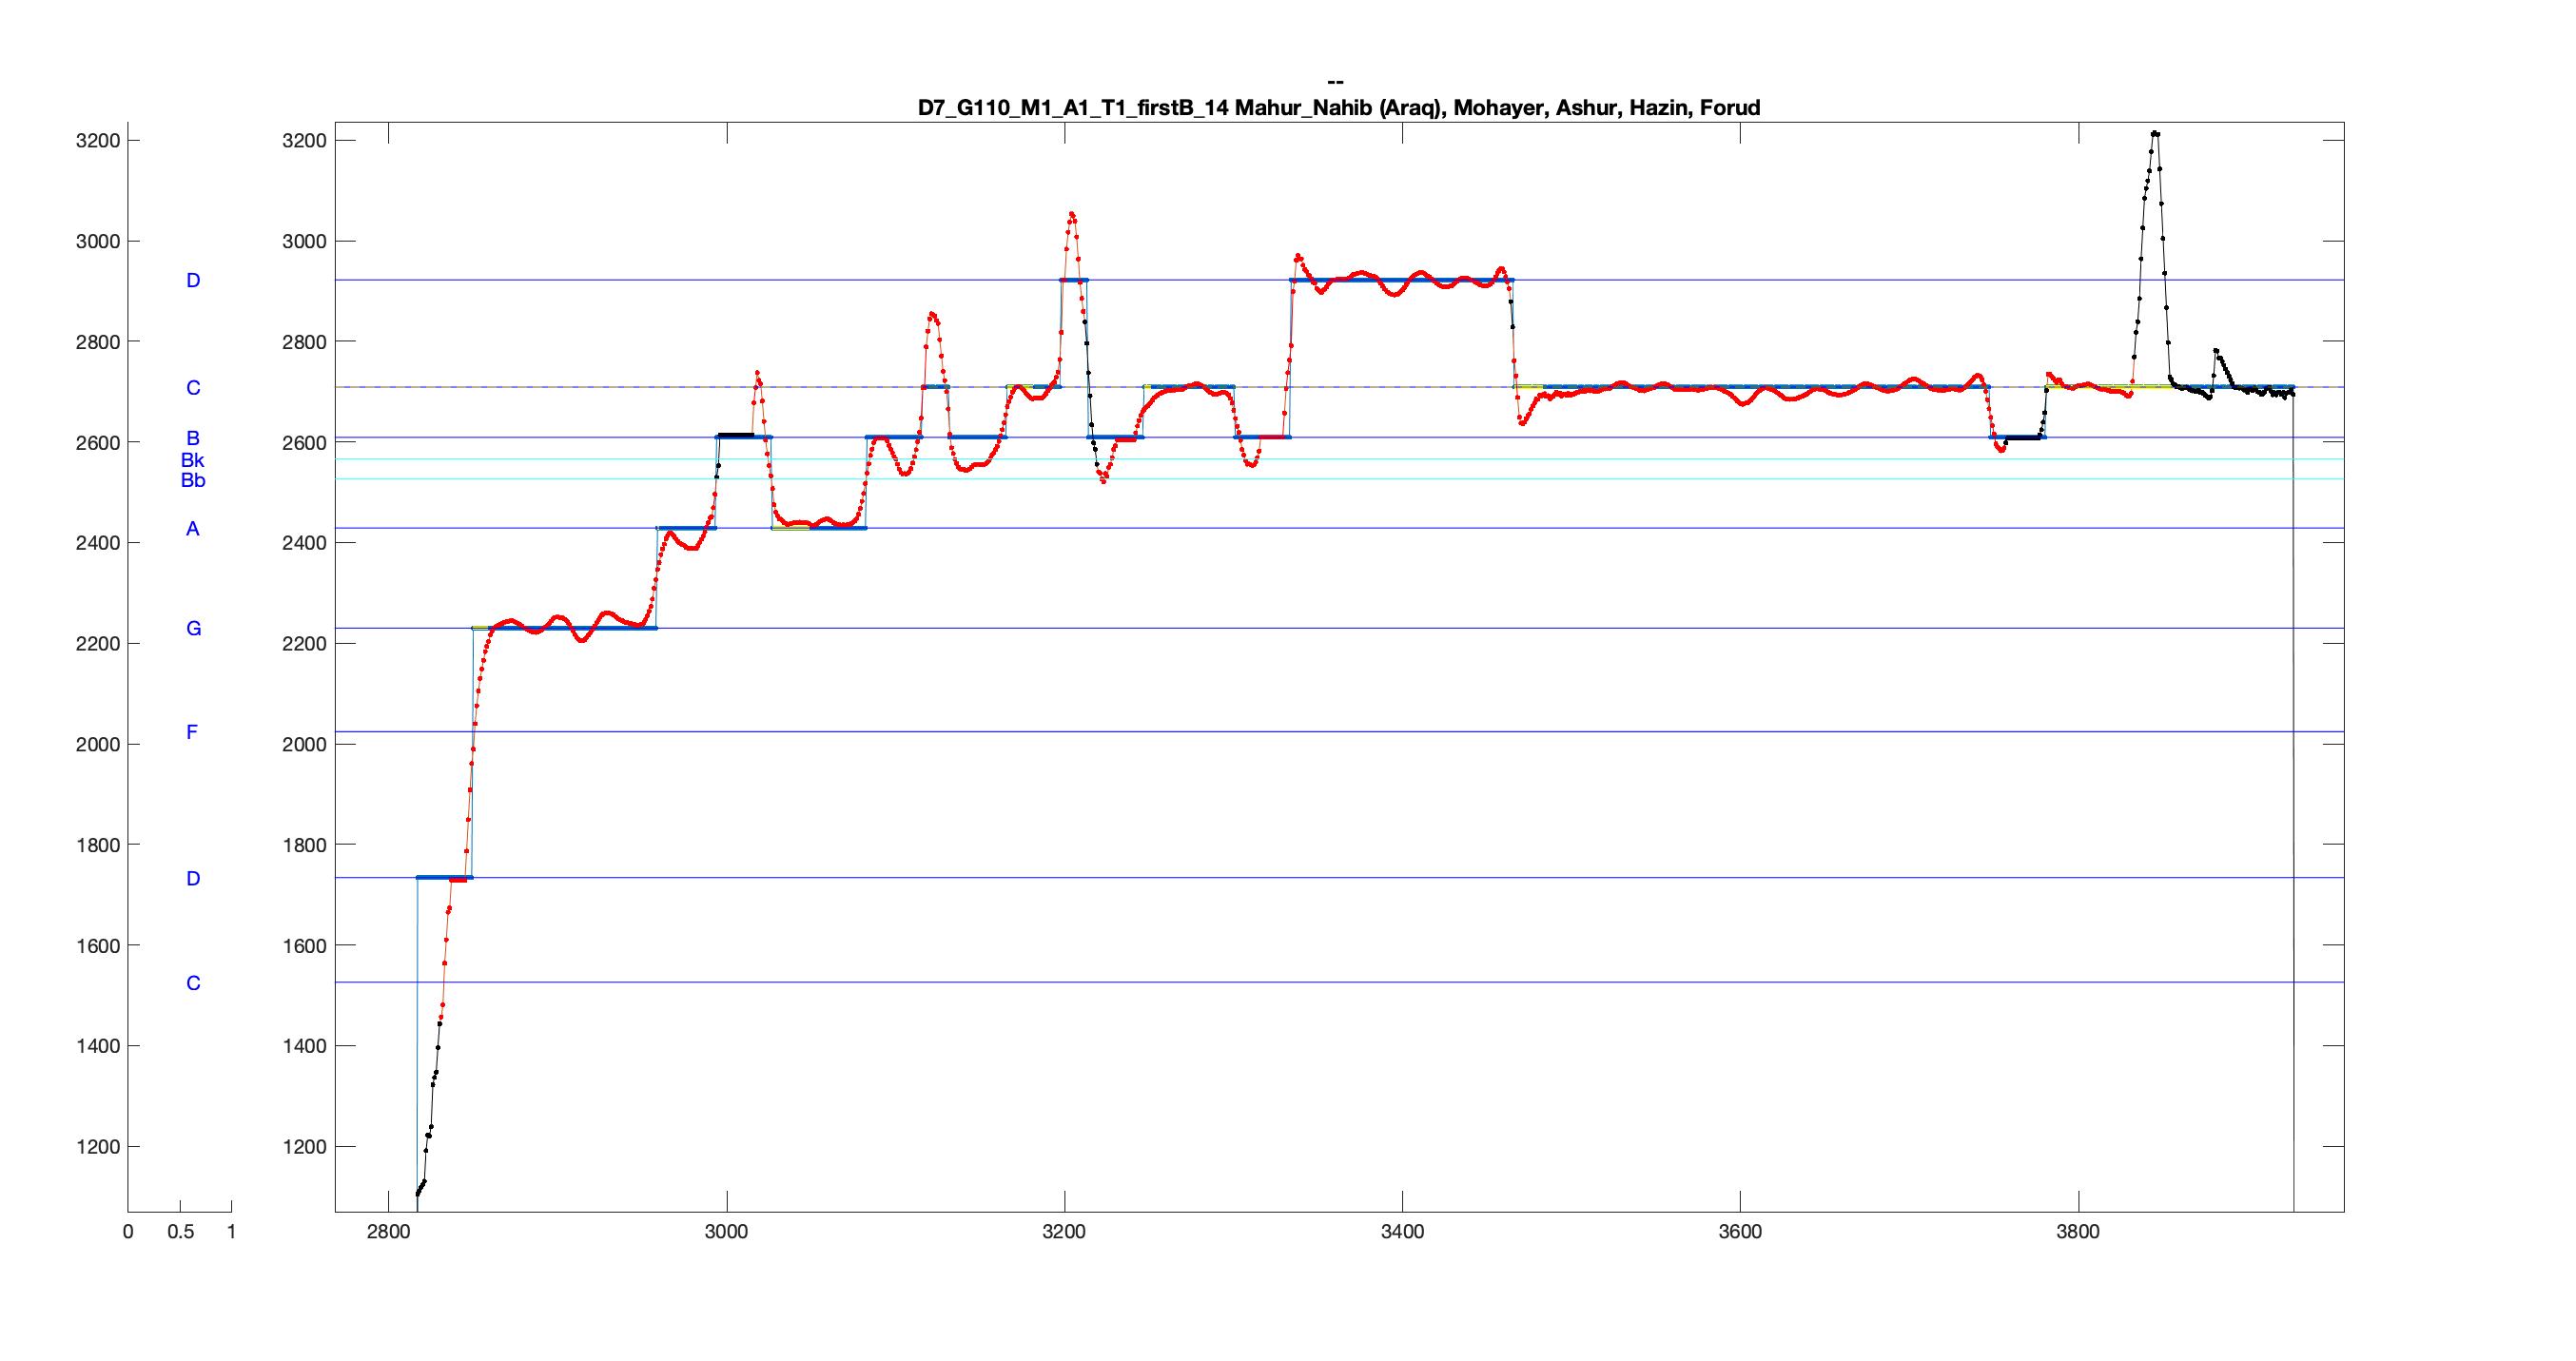 --
D7_G110_M1_A1_T1_firstB_14 Mahur_Nahib (Araq), Mohayer, Ashur, Hazin, Forud
3200 3200
3000 3000
D
2800 2800
C
2600 B 2600
Bk
Bb
A
2400 2400
G
2200 2200
F
2000 2000
1800 1800
D
1600 1600
C
1400 1400
1200 1200
0 0.5 1 2800 3000 3200 3400 3600 3800